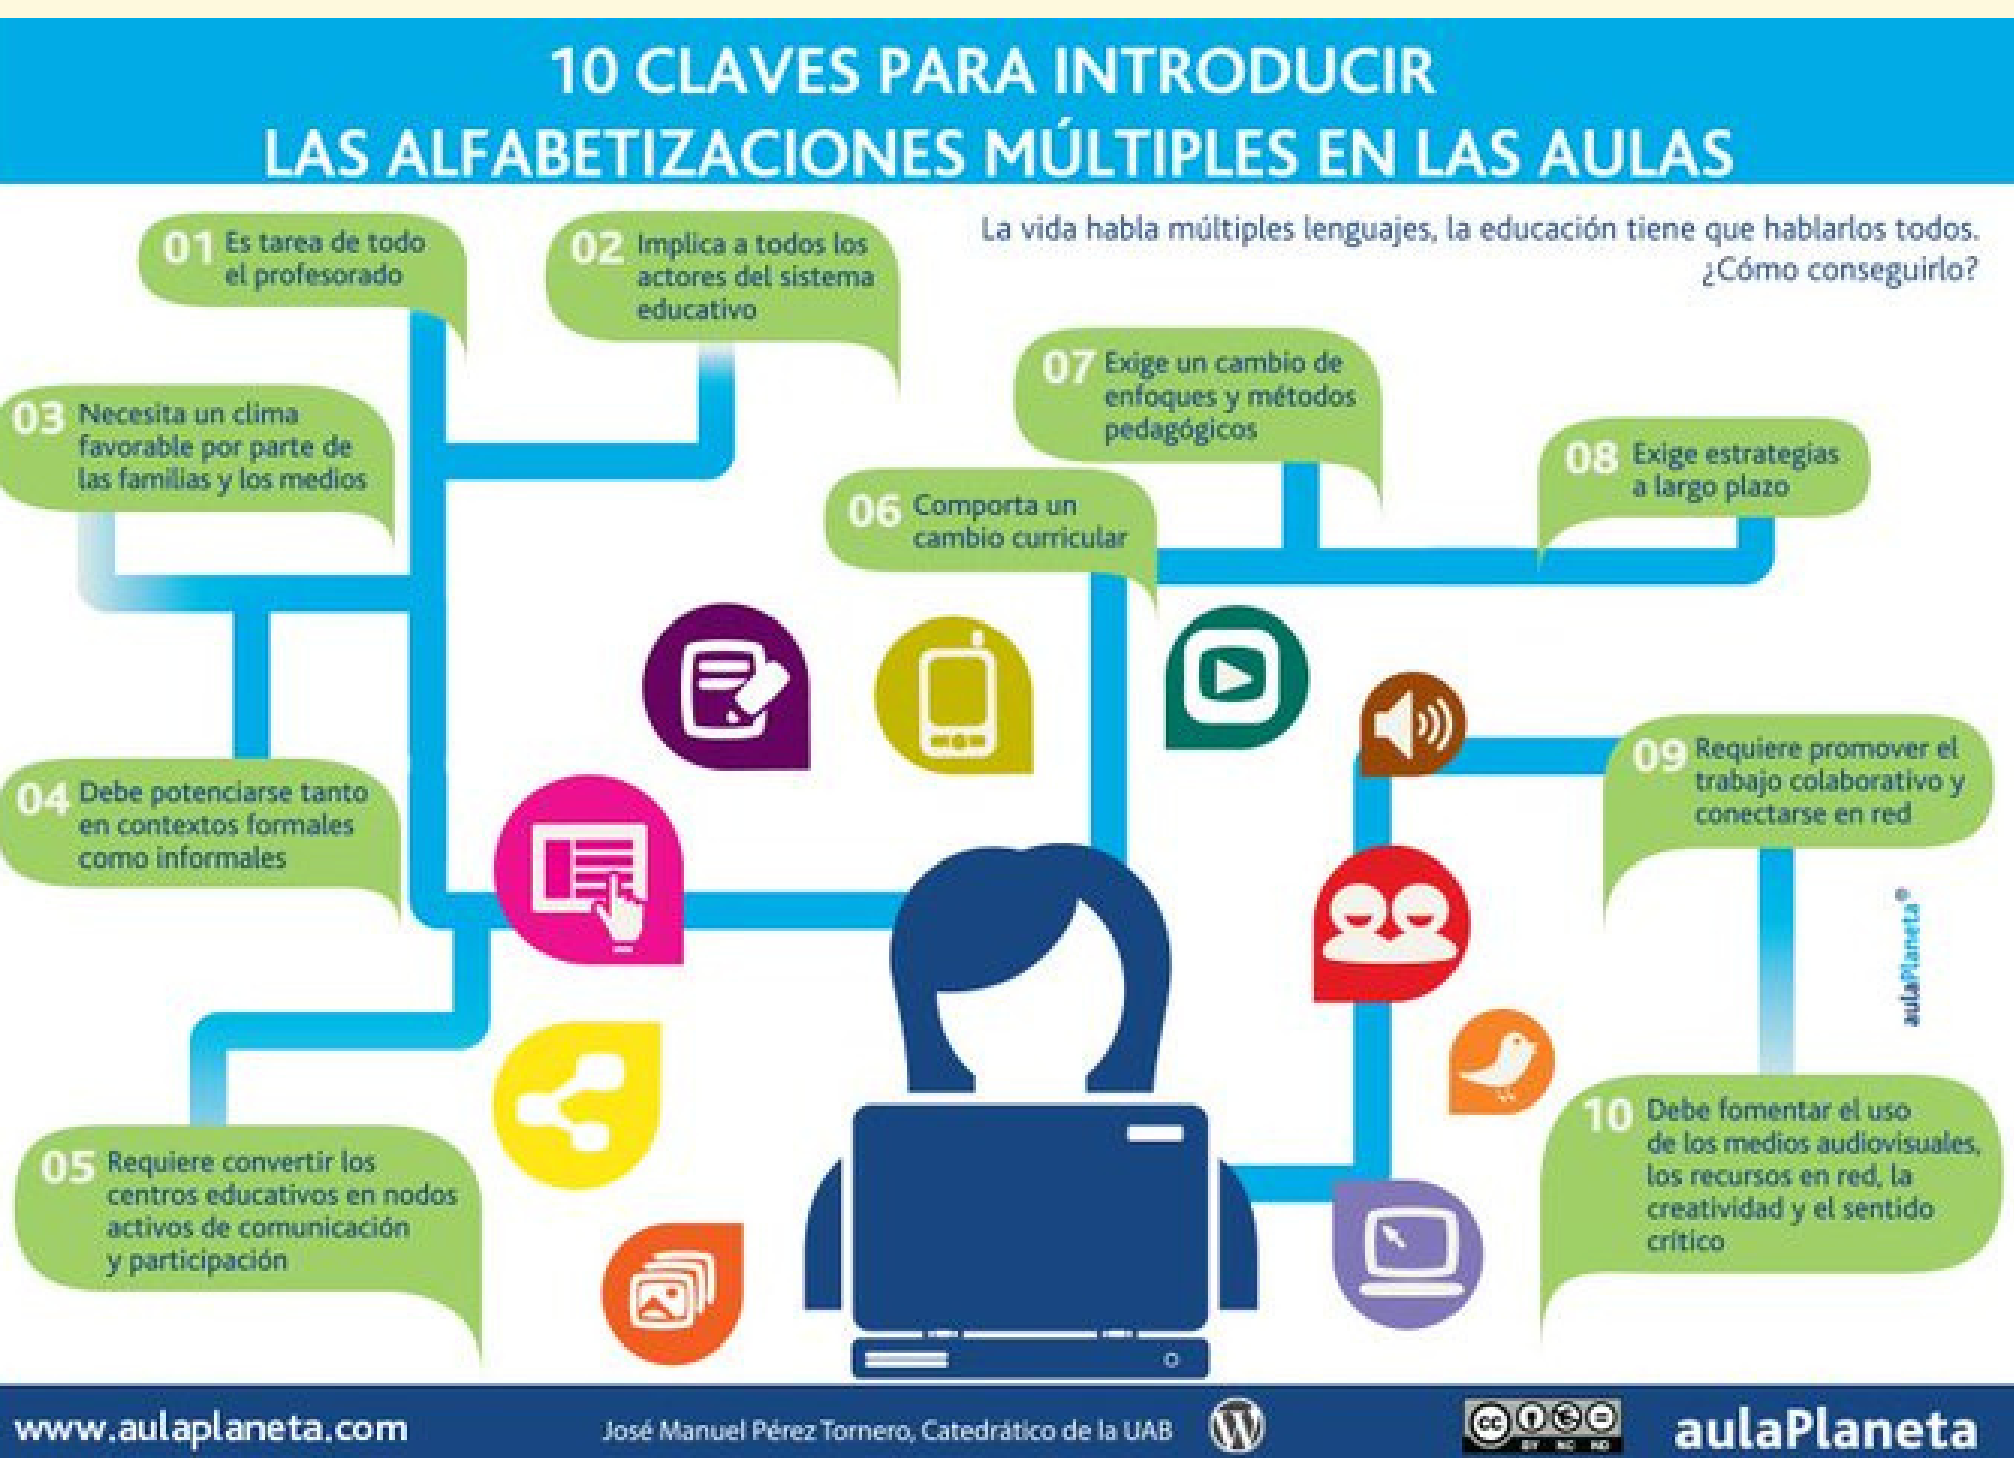 10 CLAVES PARA INTRODUCIR
LAS ALFABETIZACIONES MÚLTIPLES EN LAS AULAS
La vida habla múltiples lenguajes, la educación tiene que hablarlos todos.
¿Cómo conseguirlo?
01 Es tarea de todo
el profesorado
02 Implica a todos los
actores del sistema
educativo
03 Necesita un clima
favorable por parte de
las familias y los medios
04 Debe potenciarse tanto
en contextos formales
como informales
05 Requiere convertir los
centros educativos en nodos
activos de comunicación
y participación
06 Comporta un
cambio curricular
07 Exige un cambio de
enfoques y métodos
pedagógicos
08 Exige estrategias
a largo plazo
09 Requiere promover el
trabajo colaborativo y
conectarse en red
10 Debe fomentar el uso
de los medios audiovisuales,
los recursos en red, la
creatividad y el sentido
crítico
aulaPlaneta®
www.aulaplaneta.com
José Manuel Pérez Tornero, Catedrático de la UAB
cc
BY NC ND
aulaPlaneta